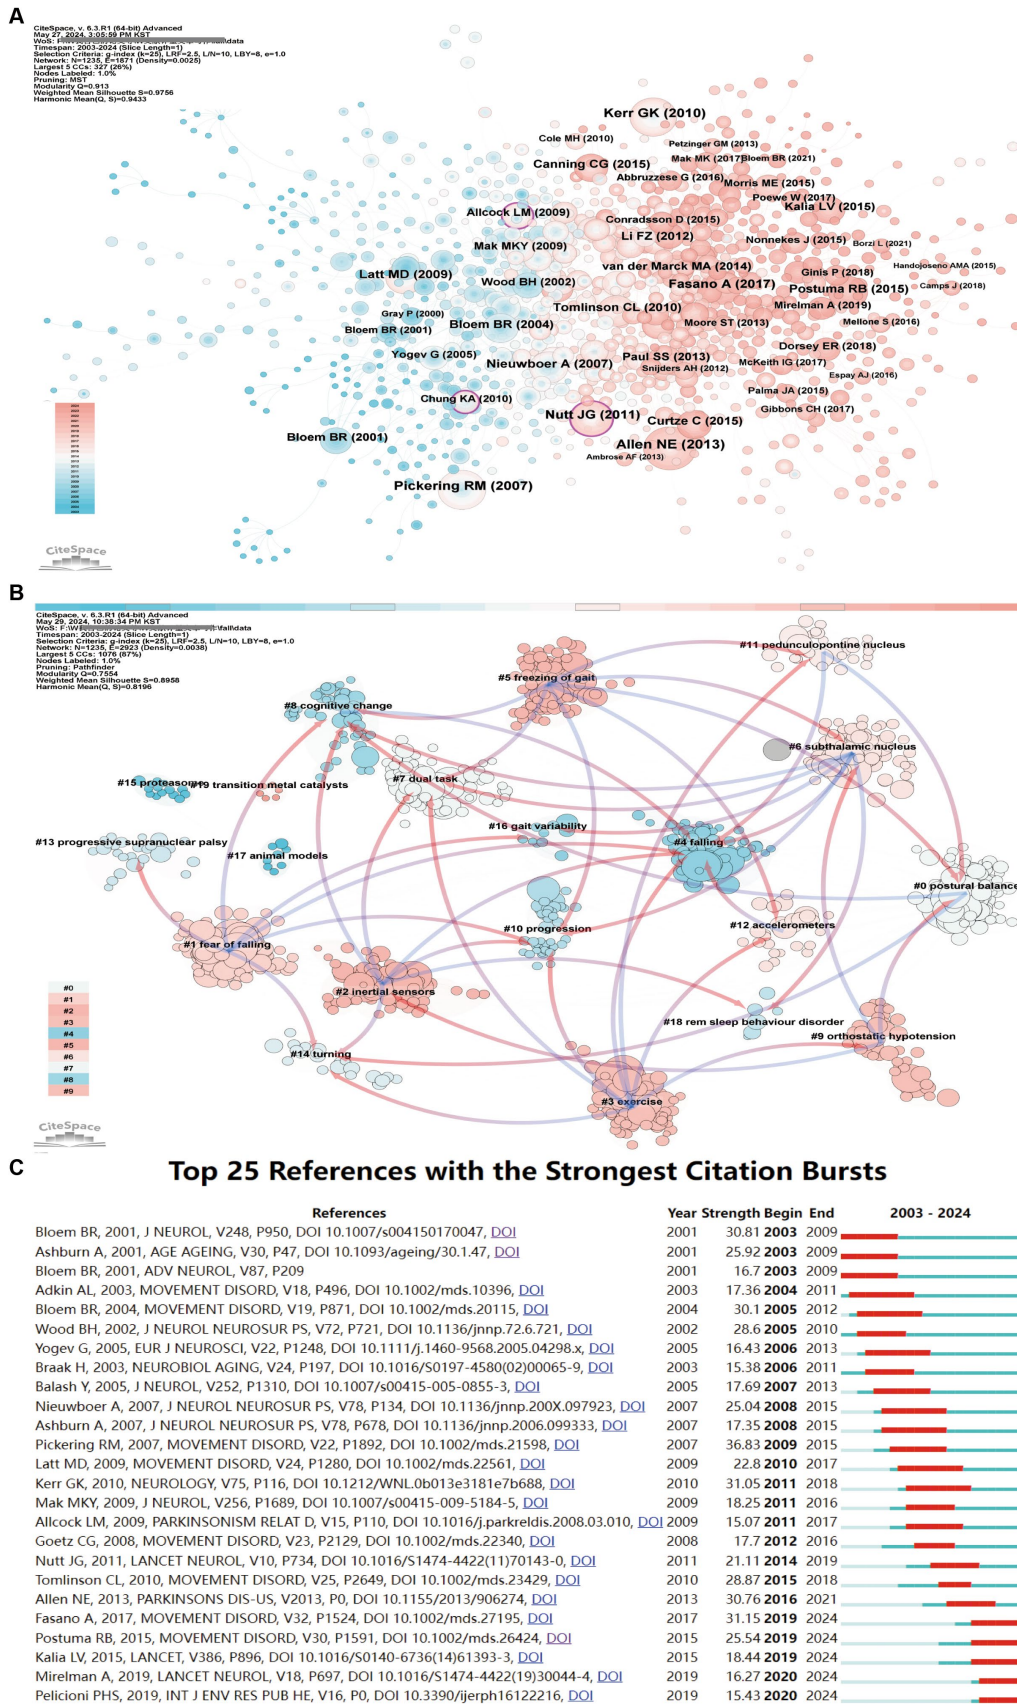 A
CiteSpace, v. 6.3.R1 (64-bit) Advanced
May 27, 2024, 3:05:59 PM KST
WoS: data
Timespan: 2003-2024 (Slice Length=1)
Selection Criteria: g-index (k=25), LRF=2.5, L/N=10, LBY=8, e=1.0
Network: N=1235, E=1871 (Density=0.0025)
Largest 5 CCs: 327 (26%)
Nodes Labeled: 1.0%
Pruning: MST
Modularity Q=0.913
Weighted Mean Silhouette S=0.9756
Harmonic Mean(Q, S)=0.9433
Kerr GK (2010)
Cole MH (2010)
Petzinger GM (2013)
Canning CG (2015)
Mak MK (2017)
Bloem BR (2021)
Abbruzzese G (2016)
Morris ME (2015)
Poewe W (2017)
Kalia LV (2015)
Allcock LM (2009)
Conradsson D (2015)
Li FZ (2012)
Mak MKY (2009)
Nonnekes J (2015)
Borzi L (2021)
Latt MD (2009)
van der Marck MA (2014)
Handojoseno AMA (2015)
Ginis P (2018)
Wood BH (2002)
Fasano A (2017)
Postuma RB (2015)
Camps J (2018)
Gray P (2000)
Tomlinson CL (2010)
Mirelman A (2019)
Bloem BR (2001)
Bloem BR (2004)
Moore ST (2013)
Mellone S (2016)
Yogev G (2005)
Nieuwboer A (2007)
Paul SS (2013)
Dorsey ER (2018)
Snijders AH (2012)
McKeith IG (2017)
Espay AJ (2016)
Chung KA (2010)
Palma JA (2015)
Nutt JG (2011)
Curtze C (2015)
Gibbons CH (2017)
Bloem BR (2001)
Allen NE (2013)
Ambrose AF (2013)
Pickering RM (2007)
2024
2023
2022
2021
2020
2019
2018
2017
2016
2015
2014
2013
2012
2011
2010
2009
2008
2007
2006
2005
2004
2003
CiteSpace
B
CiteSpace, v. 6.3.R1 (64-bit) Advanced
May 29, 2024, 10:38:34 PM KST
WoS: F:\W \fall\data
Timespan: 2003-2024 (Slice Length=1)
Selection Criteria: g-index (k=25), LRF=2.5, L/N=10, LBY=8, e=1.0
Network: N=1235, E=2923 (Density=0.0038)
Largest 5 CCs: 1076 (87%)
Nodes Labeled: 1.0%
Pruning: Pathfinder
Modularity Q=0.7554
Weighted Mean Silhouette S=0.8958
Harmonic Mean(Q, S)=0.8196
#11 pedunculopontine nucleus
#5 freezing of gait
#8 cognitive change
#6 subthalamic nucleus
#7 dual task
#15 proteasome
#19 transition metal catalysts
#16 gait variability
#13 progressive supranuclear palsy
#4 falling
#17 animal models
#0 postural balance
#12 accelerometers
#10 progression
#1 fear of falling
#2 inertial sensors
#18 rem sleep behaviour disorder
#9 orthostatic hypotension
#14 turning
#3 exercise
#0
#1
#2
#3
#4
#5
#6
#7
#8
#9
CiteSpace
C
Top 25 References with the Strongest Citation Bursts
References Year Strength Begin End 2003 - 2024
Bloem BR, 2001, J NEUROL, V248, P950, DOI 10.1007/s004150170047, DOI 2001 30.81 2003 2009
Ashburn A, 2001, AGE AGEING, V30, P47, DOI 10.1093/ageing/30.1.47, DOI 2001 25.92 2003 2009
Bloem BR, 2001, ADV NEUROL, V87, P209 2001 16.7 2003 2009
Adkin AL, 2003, MOVEMENT DISORD, V18, P496, DOI 10.1002/mds.10396, DOI 2003 17.36 2004 2011
Bloem BR, 2004, MOVEMENT DISORD, V19, P871, DOI 10.1002/mds.20115, DOI 2004 30.1 2005 2012
Wood BH, 2002, J NEUROL NEUROSUR PS, V72, P721, DOI 10.1136/jnnp.72.6.721, DOI 2002 28.6 2005 2010
Yogev G, 2005, EUR J NEUROSCI, V22, P1248, DOI 10.1111/j.1460-9568.2005.04298.x, DOI 2005 16.43 2006 2013
Braak H, 2003, NEUROBIOL AGING, V24, P197, DOI 10.1016/S0197-4580(02)00065-9, DOI 2003 15.38 2006 2011
Balash Y, 2005, J NEUROL, V252, P1310, DOI 10.1007/s00415-005-0855-3, DOI 2005 17.69 2007 2013
Nieuwboer A, 2007, J NEUROL NEUROSUR PS, V78, P134, DOI 10.1136/jnnp.200X.097923, DOI 2007 25.04 2008 2015
Ashburn A, 2007, J NEUROL NEUROSUR PS, V78, P678, DOI 10.1136/jnnp.2006.099333, DOI 2007 17.35 2008 2015
Pickering RM, 2007, MOVEMENT DISORD, V22, P1892, DOI 10.1002/mds.21598, DOI 2007 36.83 2009 2015
Latt MD, 2009, MOVEMENT DISORD, V24, P1280, DOI 10.1002/mds.22561, DOI 2009 22.8 2010 2017
Kerr GK, 2010, NEUROLOGY, V75, P116, DOI 10.1212/WNL.0b013e3181e7b688, DOI 2010 31.05 2011 2018
Mak MKY, 2009, J NEUROL, V256, P1689, DOI 10.1007/s00415-009-5184-5, DOI 2009 18.25 2011 2016
Allcock LM, 2009, PARKINSONISM RELAT D, V15, P110, DOI 10.1016/j.parkreldis.2008.03.010, DOI 2009 15.07 2011 2017
Goetz CG, 2008, MOVEMENT DISORD, V23, P2129, DOI 10.1002/mds.22340, DOI 2008 17.7 2012 2016
Nutt JG, 2011, LANCET NEUROL, V10, P734, DOI 10.1016/S1474-4422(11)70143-0, DOI 2011 21.11 2014 2019
Tomlinson CL, 2010, MOVEMENT DISORD, V25, P2649, DOI 10.1002/mds.23429, DOI 2010 28.87 2015 2018
Allen NE, 2013, PARKINSONS DIS-US, V2013, P0, DOI 10.1155/2013/906274, DOI 2013 30.76 2016 2021
Fasano A, 2017, MOVEMENT DISORD, V32, P1524, DOI 10.1002/mds.27195, DOI 2017 31.15 2019 2024
Postuma RB, 2015, MOVEMENT DISORD, V30, P1591, DOI 10.1002/mds.26424, DOI 2015 25.54 2019 2024
Kalia LV, 2015, LANCET, V386, P896, DOI 10.1016/S0140-6736(14)61393-3, DOI 2015 18.44 2019 2024
Mirelman A, 2019, LANCET NEUROL, V18, P697, DOI 10.1016/S1474-4422(19)30044-4, DOI 2019 16.27 2020 2024
Pelicioni PHS, 2019, INT J ENV RES PUB HE, V16, P0, DOI 10.3390/ijerph16122216, DOI 2019 15.43 2020 2024